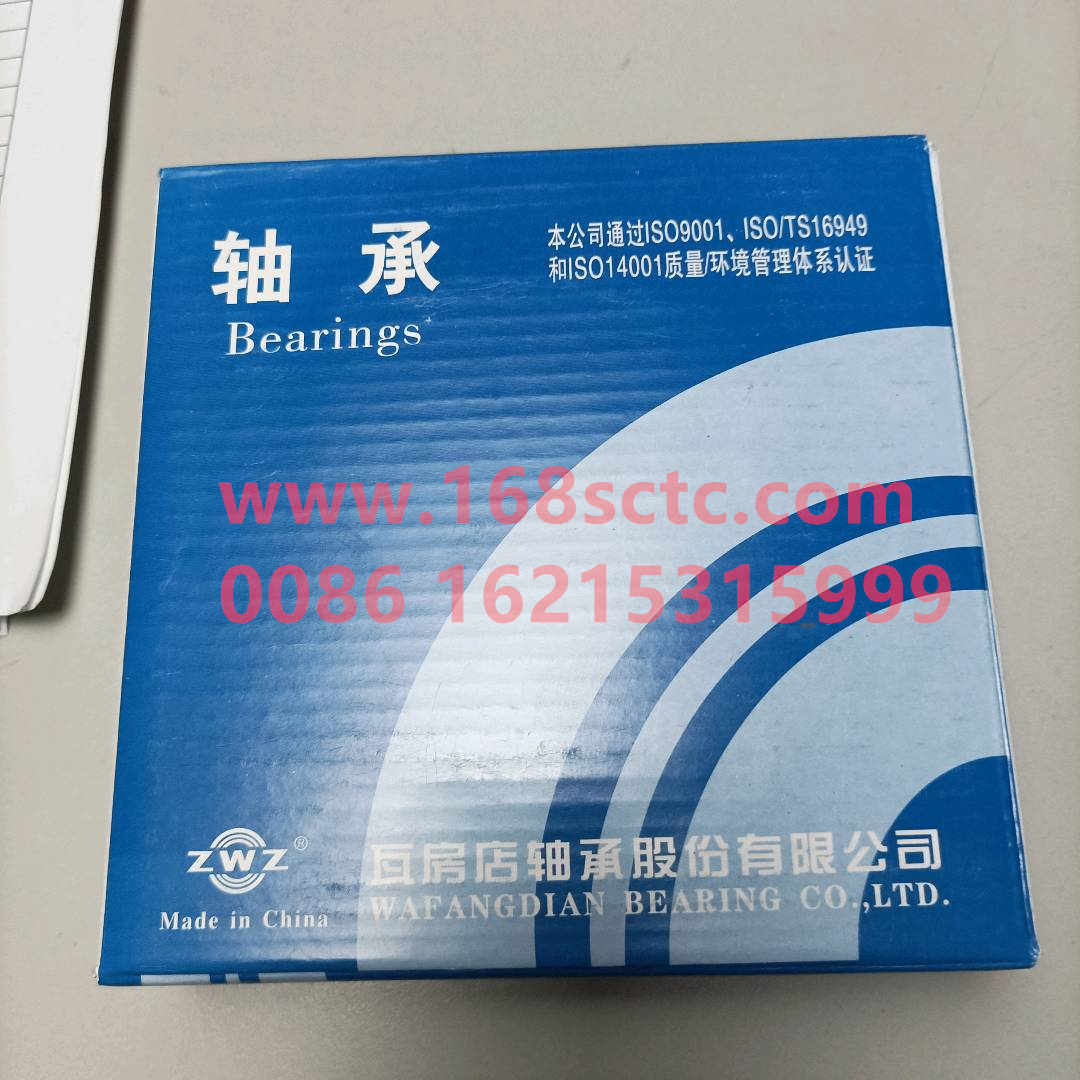 轴承
Bearings
本公司通过ISO9001、ISO/TS16949
和ISO14001质量/环境管理体系认证
www.168sctc.com
0086 16215315999
ZWZ®
Made in China
瓦房店轴承股份有限公司
WAFANGDIAN BEARING CO.,LTD.